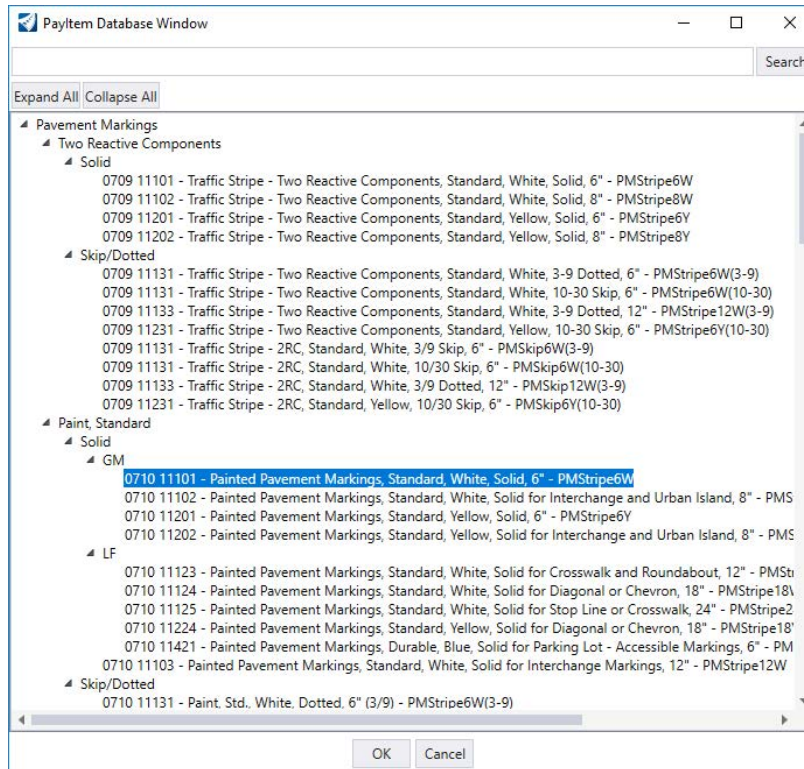 PayItem Database Window
Search
Expand All Collapse All
Pavement Markings
Two Reactive Components
Solid
0709 11101 - Traffic Stripe - Two Reactive Components, Standard, White, Solid, 6" - PMStripe6W
0709 11102 - Traffic Stripe - Two Reactive Components, Standard, White, Solid, 8" - PMStripe8W
0709 11201 - Traffic Stripe - Two Reactive Components, Standard, Yellow, Solid, 6" - PMStripe6Y
0709 11202 - Traffic Stripe - Two Reactive Components, Standard, Yellow, Solid, 8" - PMStripe8Y
Skip/Dotted
0709 11131 - Traffic Stripe - Two Reactive Components, Standard, White, 3-9 Dotted, 6" - PMStripe6W(3-9)
0709 11131 - Traffic Stripe - Two Reactive Components, Standard, White, 10-30 Skip, 6" - PMStripe6W(10-30)
0709 11133 - Traffic Stripe - Two Reactive Components, Standard, White, 3-9 Dotted, 12" - PMStripe12W(3-9)
0709 11231 - Traffic Stripe - Two Reactive Components, Standard, Yellow, 10-30 Skip, 6" - PMStripe6Y(10-30)
0709 11131 - Traffic Stripe - 2RC, Standard, White, 3/9 Skip, 6" - PMSkip6W(3-9)
0709 11131 - Traffic Stripe - 2RC, Standard, White, 10/30 Skip, 6" - PMSkip6W(10-30)
0709 11133 - Traffic Stripe - 2RC, Standard, White, 3/9 Dotted, 12" - PMSkip12W(3-9)
0709 11231 - Traffic Stripe - 2RC, Standard, Yellow, 10/30 Skip, 6" - PMSkip6Y(10-30)
Paint, Standard
Solid
GM
0710 11101 - Painted Pavement Markings, Standard, White, Solid, 6" - PMStripe6W
0710 11102 - Painted Pavement Markings, Standard, White, Solid for Interchange and Urban Island, 8" - PMS
0710 11201 - Painted Pavement Markings, Standard, Yellow, Solid, 6" - PMStripe6Y
0710 11202 - Painted Pavement Markings, Standard, Yellow, Solid for Interchange and Urban Island, 8" - PMS
LF
0710 11123 - Painted Pavement Markings, Standard, White, Solid for Crosswalk and Roundabout, 12" - PMStr
0710 11124 - Painted Pavement Markings, Standard, White, Solid for Diagonal or Chevron, 18" - PMStripe18W
0710 11125 - Painted Pavement Markings, Standard, White, Solid for Stop Line or Crosswalk, 24" - PMStripe2
0710 11224 - Painted Pavement Markings, Standard, Yellow, Solid for Diagonal or Chevron, 18" - PMStripe18
0710 11421 - Painted Pavement Markings, Durable, Blue, Solid for Parking Lot - Accessible Markings, 6" - PM
0710 11103 - Painted Pavement Markings, Standard, White, Solid for Interchange Markings, 12" - PMStripe12W
Skip/Dotted
0710 11131 - Paint, Std., White, Dotted, 6" (3/9) - PMStripe6W(3-9)
OK Cancel